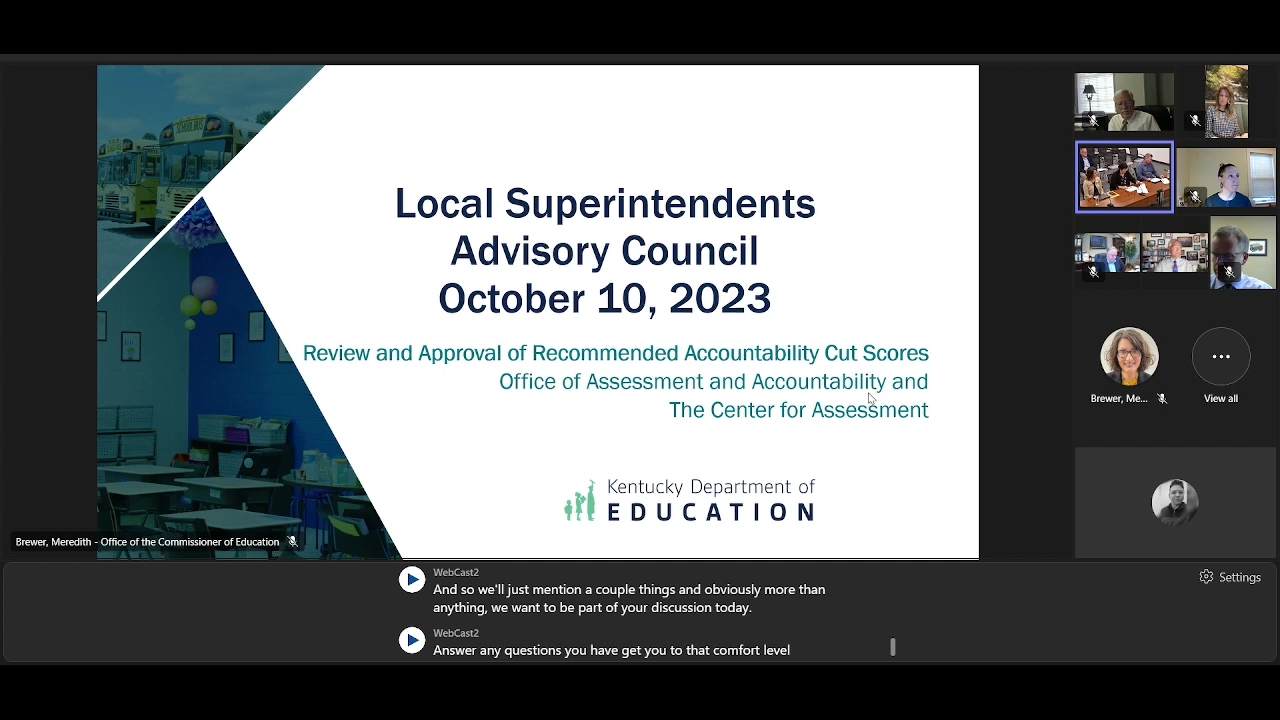 SCHOOL BUS
Local Superintendents
Advisory Council
October 10, 2023
Review and Approval of Recommended Accountability Cut Scores
Office of Assessment and Accountability and
The Center for Assessment
Kentucky Department of
EDUCATION
Brewer, Meredith - Office of the Commissioner of Education
Brewer, Me...
View all
WebCast2
And so we'll just mention a couple things and obviously more than
anything, we want to be part of your discussion today.
WebCast2
Answer any questions you have get you to that comfort level
Settings